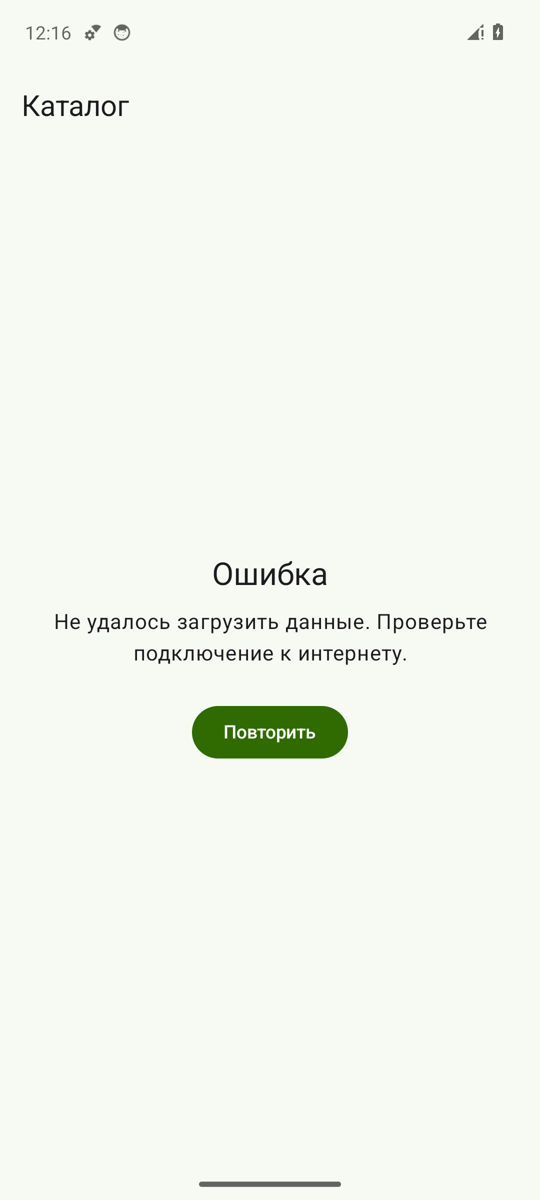 12:16
Каталог
Ошибка
Не удалось загрузить данные. Проверьте
подключение к интернету.
Повторить